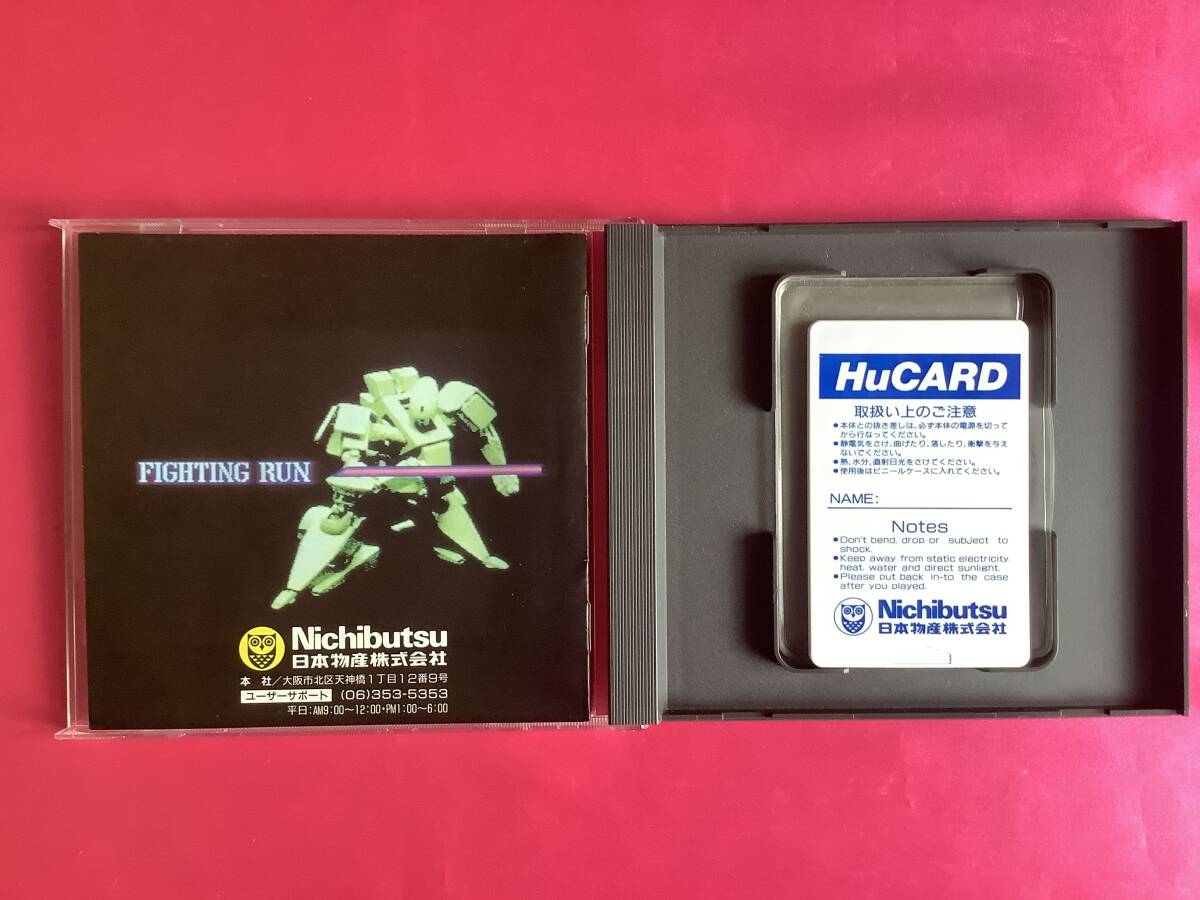 FIGHTING RUN
Nichibutsu
日本物産株式会社
本 社／大阪市北区天神橋1丁目12番9号
ユーザーサポート (06)353-5353
平日:AM9:00〜12:00・PM1:00〜6:00
HuCARD
取扱い上のご注意
●本体との抜き差しは、必ず本体の電源を切って
から行なってください。
●静電気をさけ、曲げたり、落したり、衝撃を与え
ないでください。
●熱、水分、直射日光をさけてください。
●使用後はビニールケースに入れてください。
NAME:
Notes
●Don't bend, drop or subject to
shock.
●Keep away from static electricity,
heat, water and direct sunlight.
●Please put back in-to the case
after you played.
Nichibutsu
日本物産株式会社